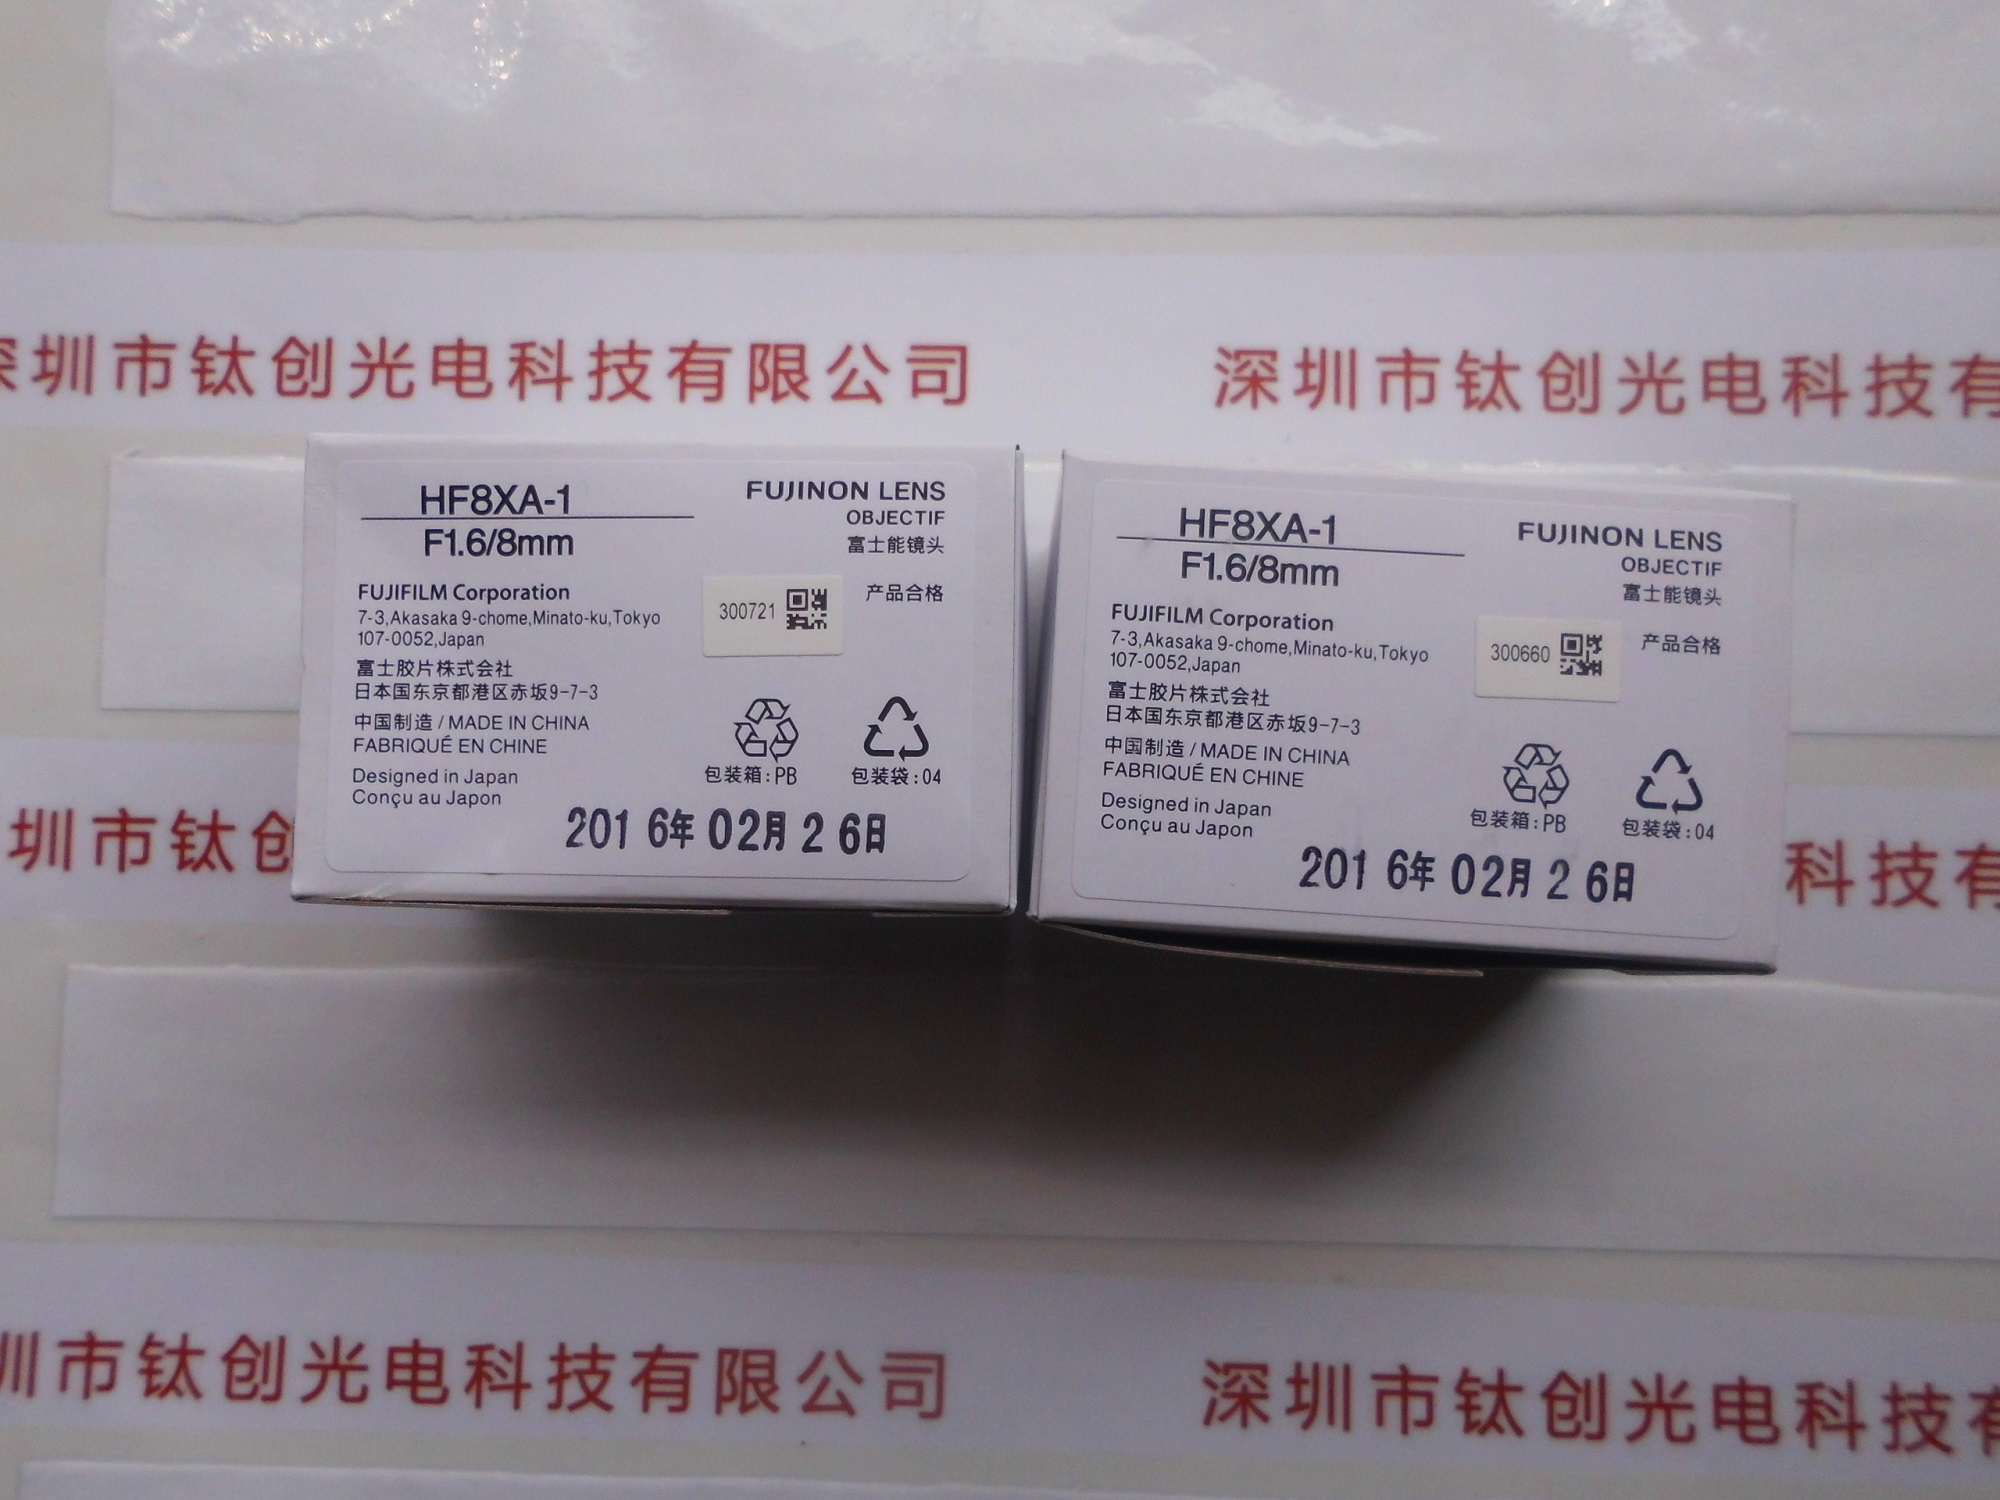 深圳市钛创光电科技有限公司
深圳市钛创光电科技有
HF8XA-1
F1.6/8mm
FUJINON LENS
OBJECTIF
富士能镜头
产品合格
300721
FUJIFILM Corporation
7-3,Akasaka 9-chome,Minato-ku,Tokyo
107-0052,Japan
富士胶片株式会社
日本国东京都港区赤坂9-7-3
中国制造 / MADE IN CHINA
FABRIQUÉ EN CHINE
Designed in Japan
Conçu au Japon
包装箱:PB
包装袋:04
2016年02月26日
HF8XA-1
F1.6/8mm
FUJINON LENS
OBJECTIF
富士能镜头
产品合格
300660
FUJIFILM Corporation
7-3,Akasaka 9-chome,Minato-ku,Tokyo
107-0052,Japan
富士胶片株式会社
日本国东京都港区赤坂9-7-3
中国制造 / MADE IN CHINA
FABRIQUÉ EN CHINE
Designed in Japan
Conçu au Japon
包装箱:PB
包装袋:04
2016年02月26日
圳市钛创
科技有
圳市钛创光电科技有限公司
深圳市钛创光电科技有